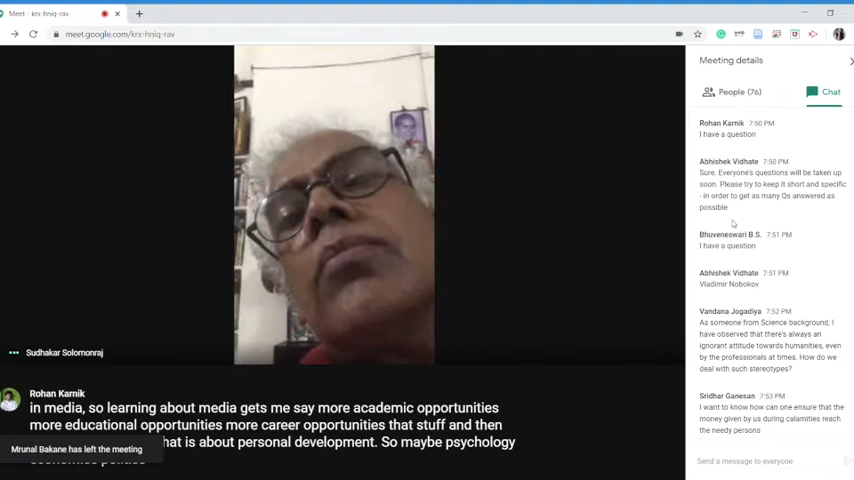 Meet - krx-hniq-rav
meet.google.com/krx-hniq-rav
Meeting details
People (76)
Chat
Rohan Karnik 7:50 PM
I have a question
Abhishek Vidhate 7:50 PM
Sure. Everyone's questions will be taken up
soon. Please try to keep it short and specific
- in order to get as many Qs answered as
possible
Bhuveneswari B.S. 7:51 PM
I have a question
Abhishek Vidhate 7:51 PM
Vladimir Nobokov
Vandana Jogadiya 7:52 PM
As someone from Science background, I
have observed that there's always an
ignorant attitude towards humanities, even
by the professionals at times. How do we
deal with such stereotypes?
Sridhar Ganesan 7:53 PM
I want to know how can one ensure that the
money given by us during calamities reach
the needy persons
Send a message to everyone
Sudhakar Solomonraj
Rohan Karnik
in media, so learning about media gets me say more academic opportunities
more educational opportunities more career opportunities that stuff and then
hat is about personal development. So maybe psychology
Mrunal Bakane has left the meeting